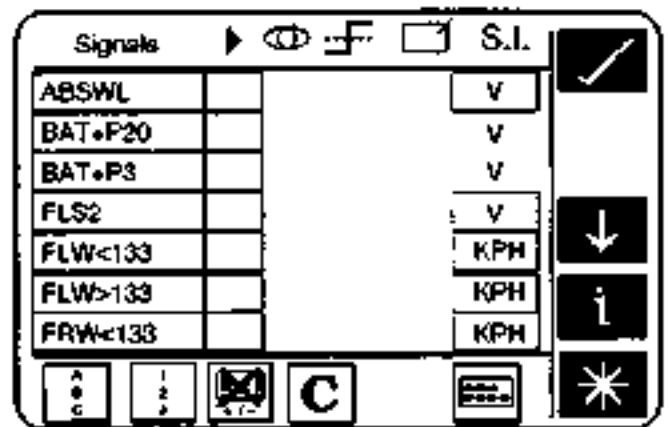 Signals S.I.
ABSWL V
BAT+P20 V
BAT+P3 V
FLS2 V
FLW<133 KPH
FLW>133 KPH
FRW<133 KPH
C
i